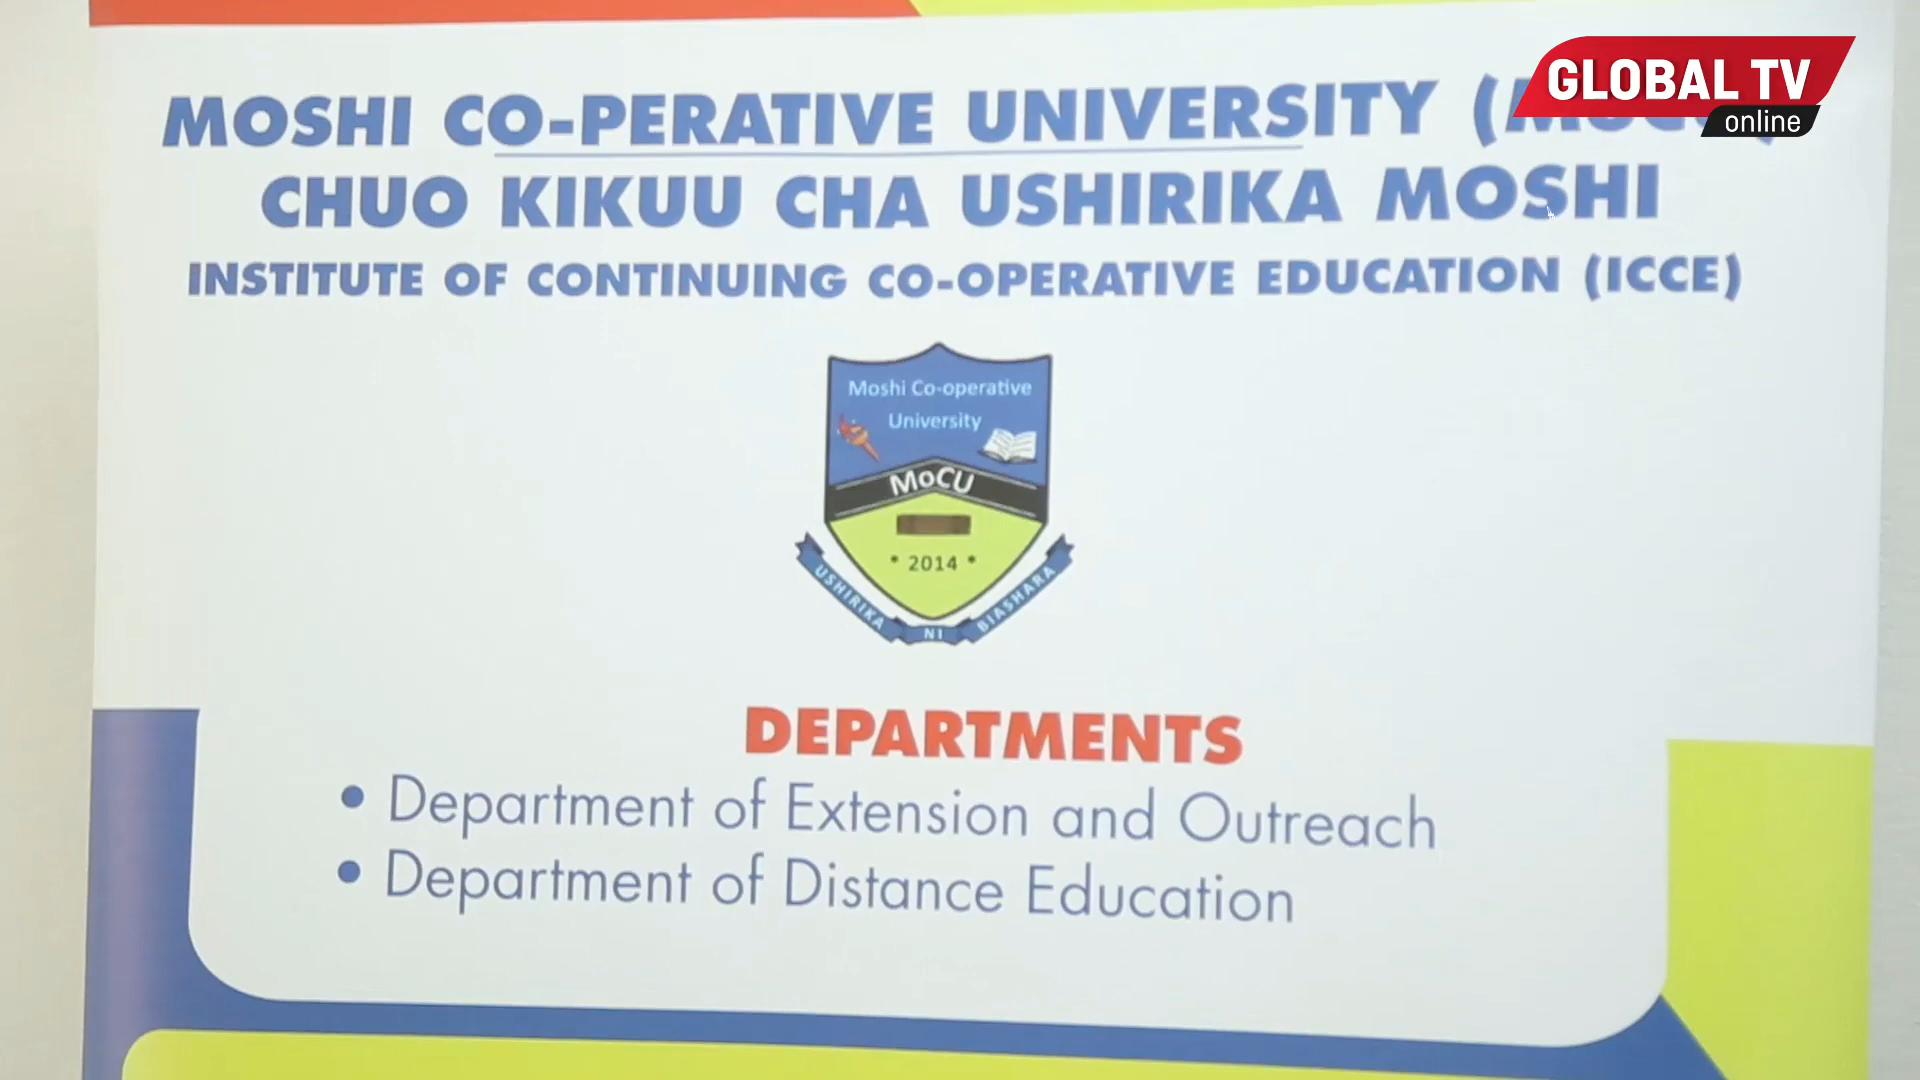 GLOBAL TV
online
MOSHI CO-PERATIVE UNIVERSITY
CHUO KIKUU CHA USHIRIKA MOSHI
INSTITUTE OF CONTINUING CO-OPERATIVE EDUCATION (ICCE)
Moshi Co-operative
University
MoCU
* 2014 *
USHIRIKA NI BIASHARA
DEPARTMENTS
• Department of Extension and Outreach
• Department of Distance Education